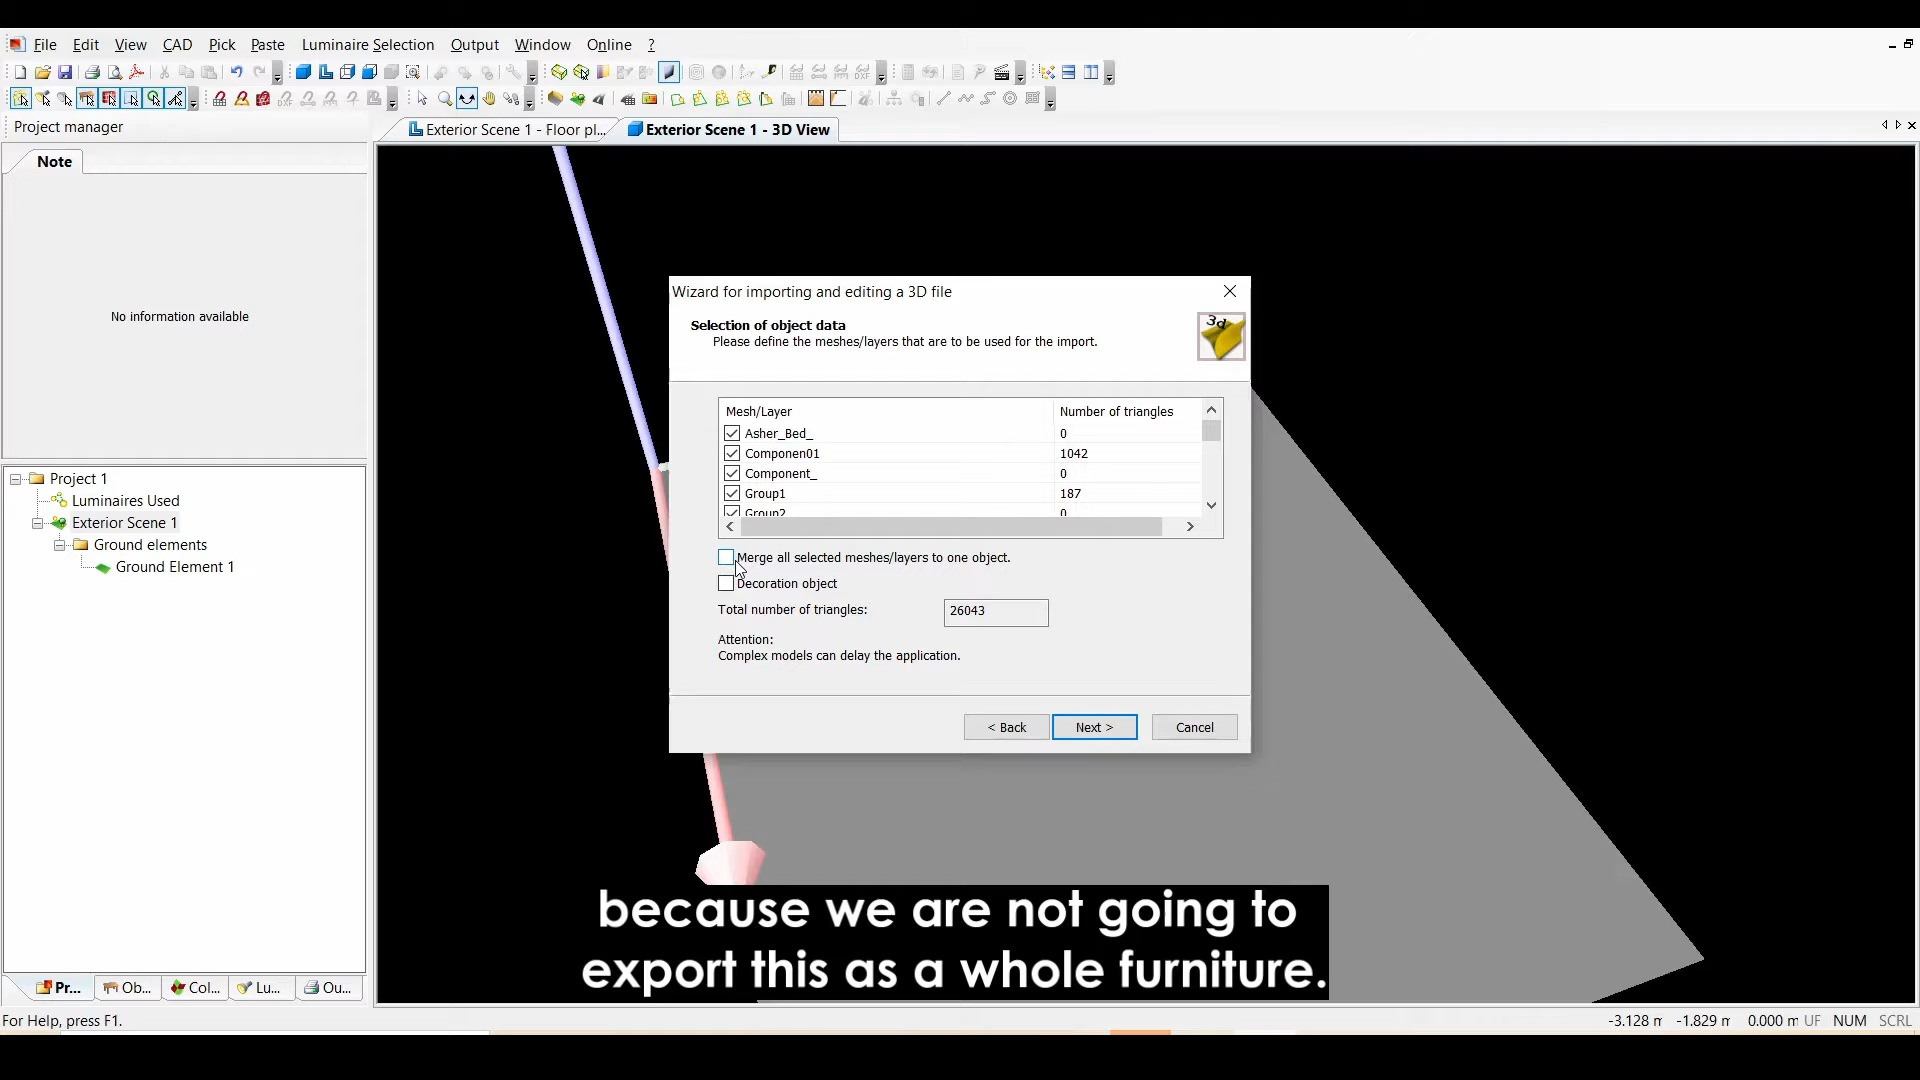 File Edit View CAD Pick Paste Luminaire Selection Output Window Online ?
Project manager
Exterior Scene 1 - Floor pl...
Exterior Scene 1 - 3D View
Note
No information available
Project 1
Luminaires Used
Exterior Scene 1
Ground elements
Ground Element 1
Wizard for importing and editing a 3D file
Selection of object data
Please define the meshes/layers that are to be used for the import.
3d
Mesh/Layer Number of triangles
Asher_Bed_ 0
Componen01 1042
Component_ 0
Group1 187
Group2 0
Merge all selected meshes/layers to one object.
Decoration object
Total number of triangles: 26043
Attention:
Complex models can delay the application.
< Back Next > Cancel
because we are not going to
export this as a whole furniture.
Pr... Ob... Col... Lu... Ou...
For Help, press F1.
-3.128 m -1.829 m 0.000 m UF NUM SCRL